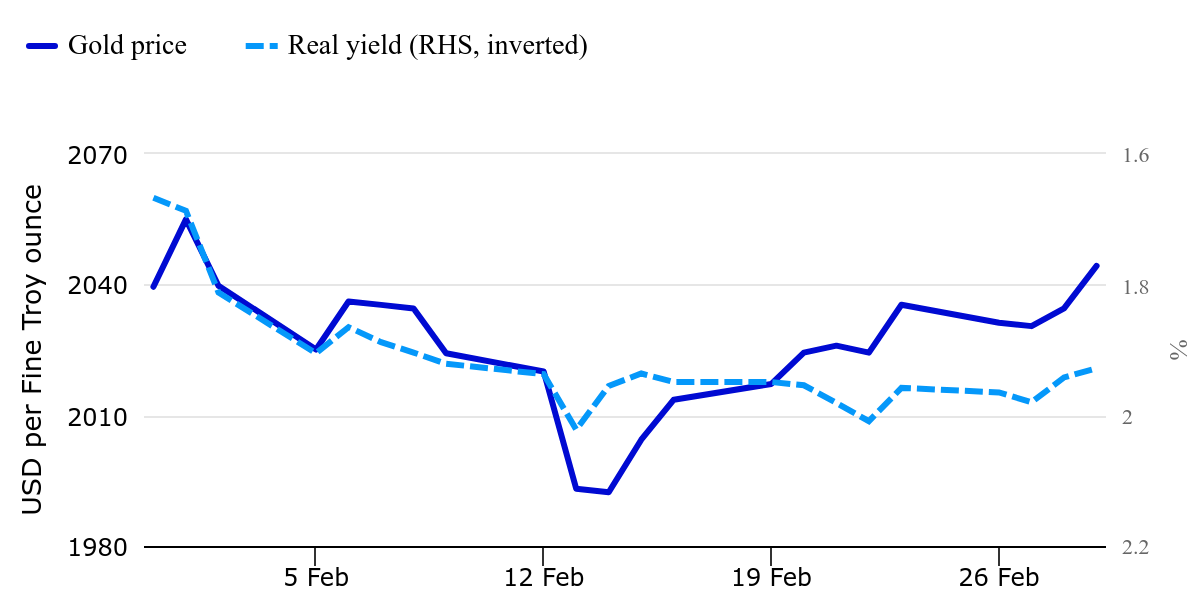 Gold price
Real yield (RHS, inverted)
USD per Fine Troy ounce
2070
2040
2010
1980
1.6
1.8
2
2.2
%
5 Feb
12 Feb
19 Feb
26 Feb